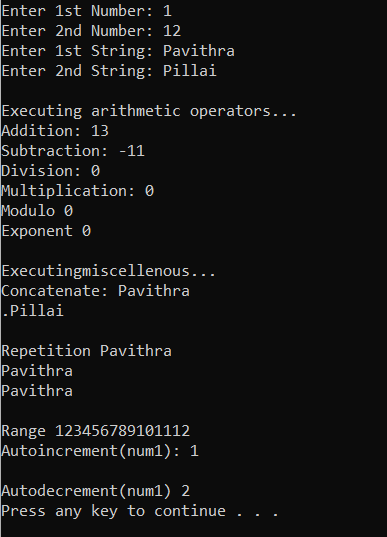 Enter 1st Number: 1
Enter 2nd Number: 12
Enter 1st String: Pavithra
Enter 2nd String: Pillai
Executing arithmetic operators...
Addition: 13
Subtraction: -11
Division: 0
Multiplication: 0
Modulo 0
Exponent 0
Executingmiscellenous...
Concatenate: Pavithra
.Pillai
Repetition Pavithra
Pavithra
Pavithra
Range 123456789101112
Autoincrement(num1): 1
Autodecrement(num1) 2
Press any key to continue . . .